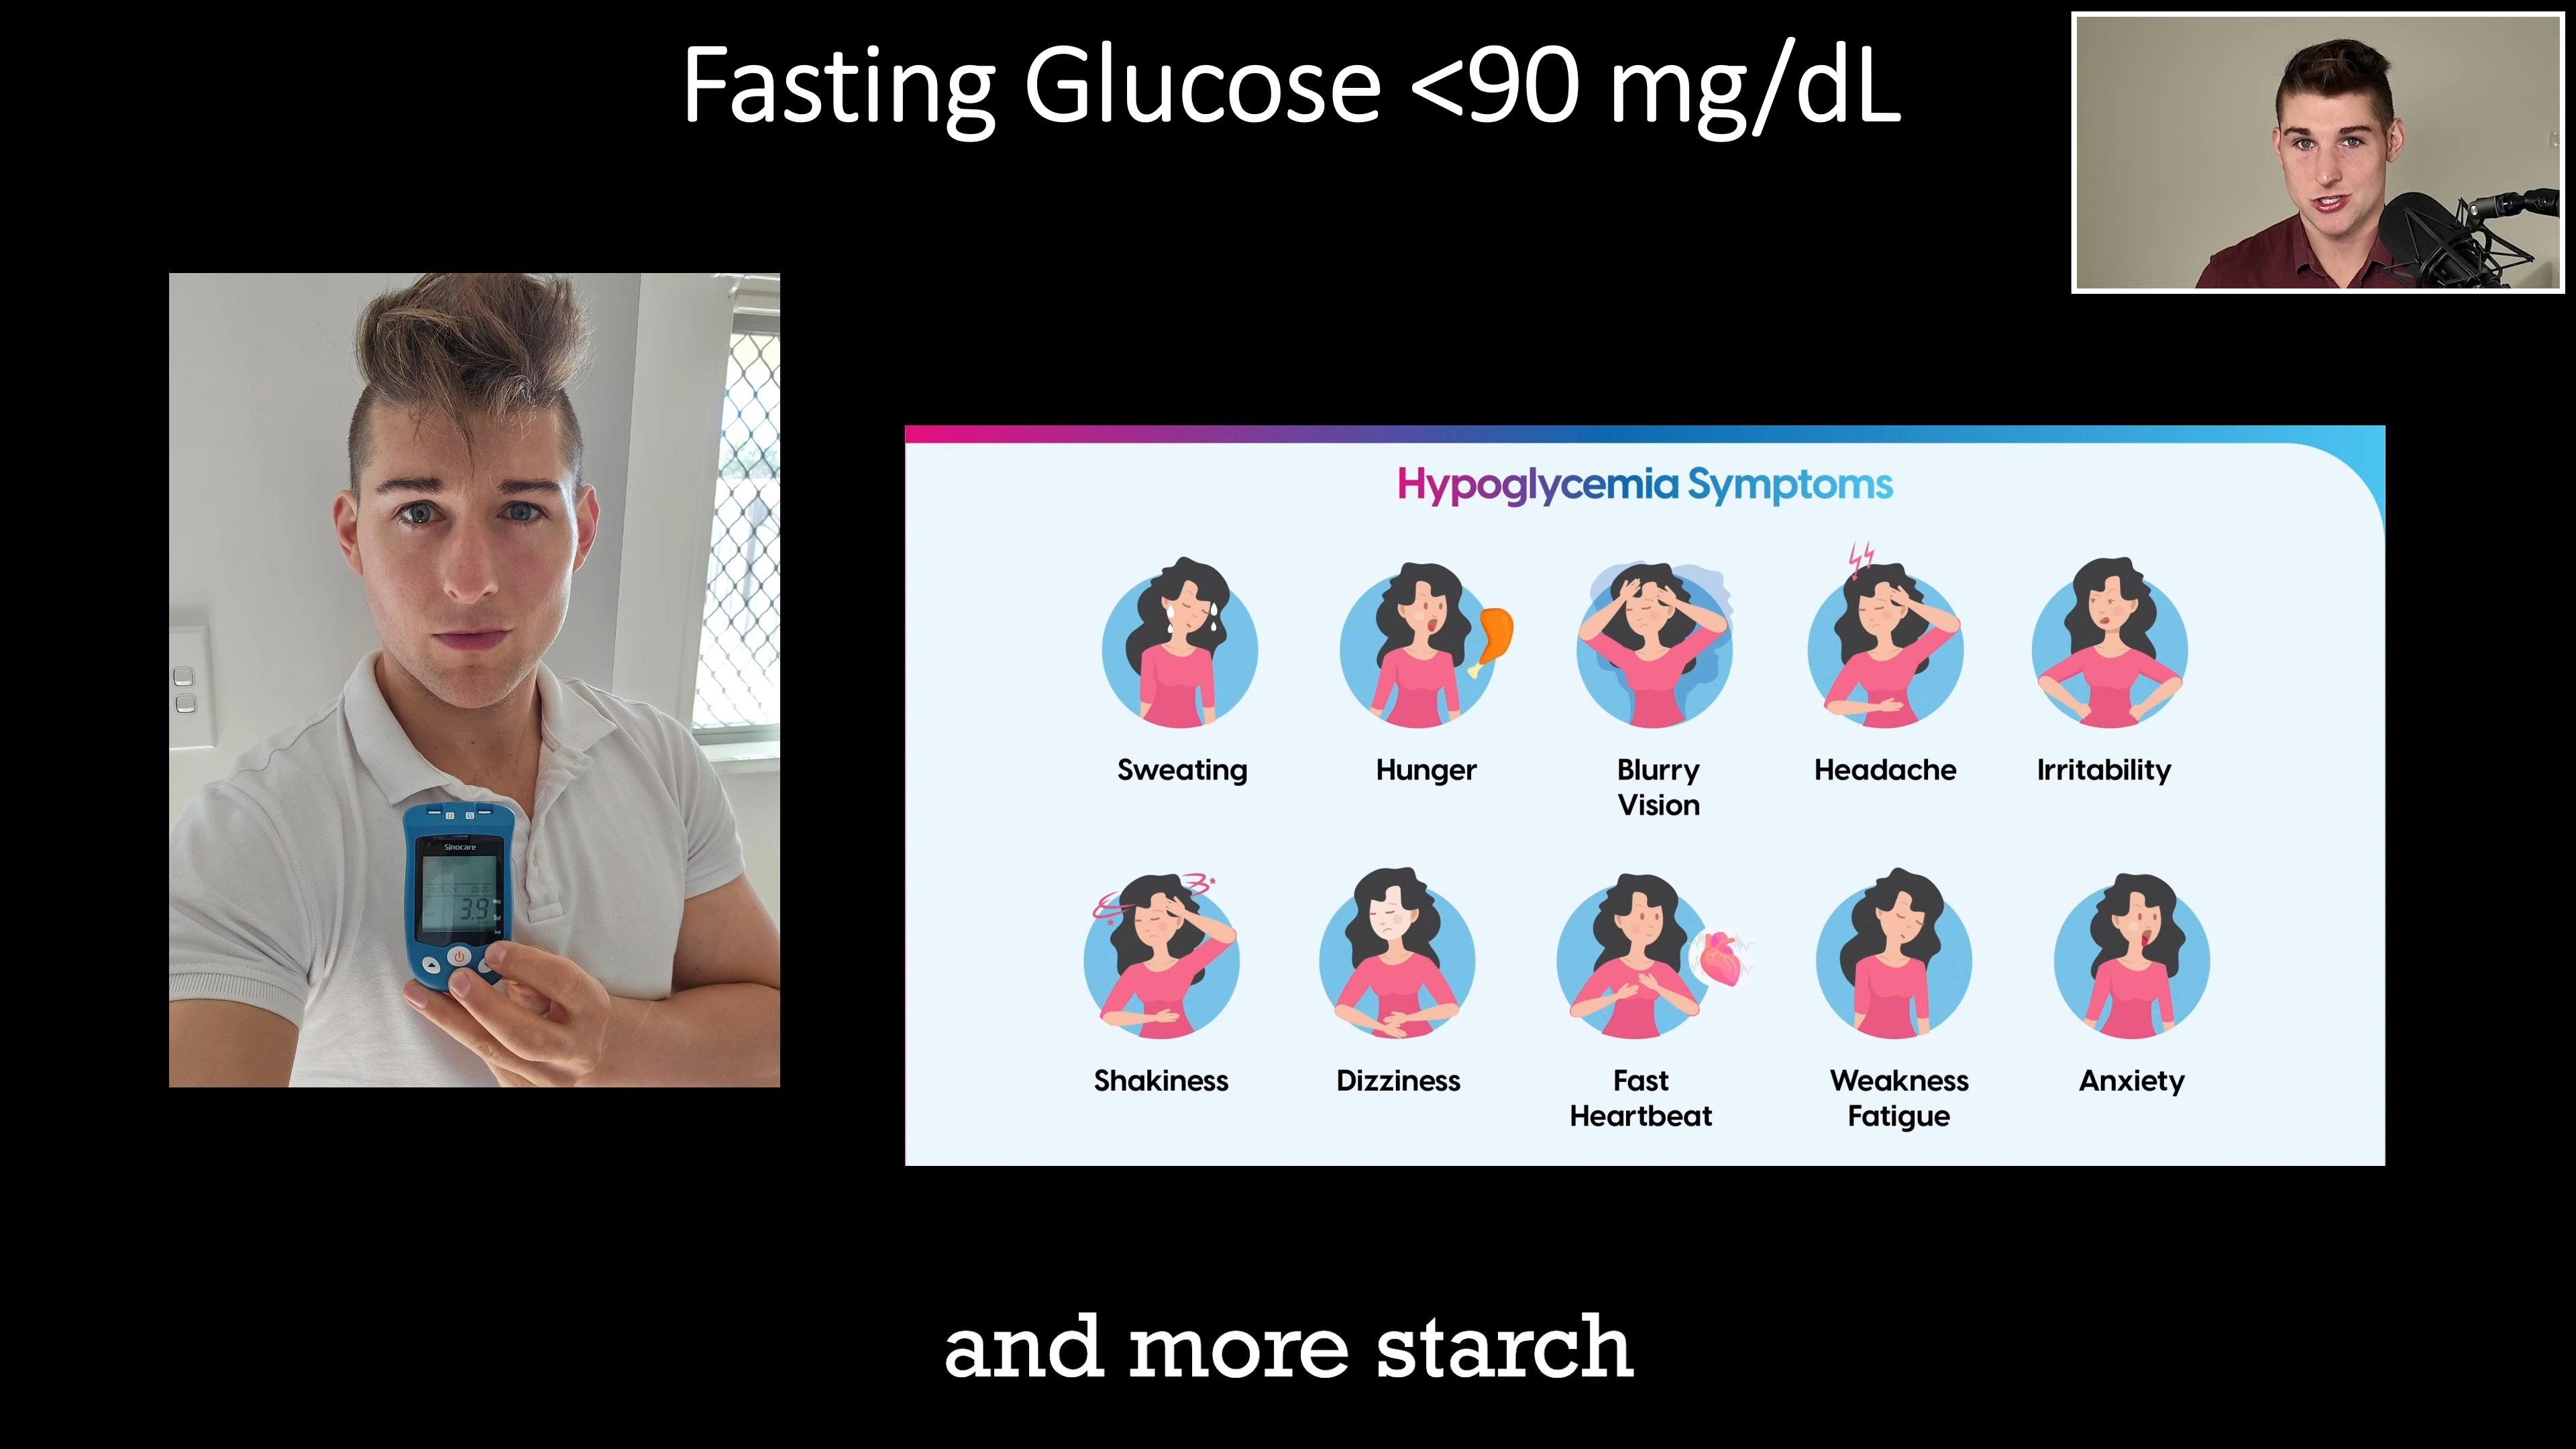 Fasting Glucose <90 mg/dL
Sinocare
3.9
Hypoglycemia Symptoms
Sweating
Hunger
Blurry
Vision
Headache
Irritability
Shakiness
Dizziness
Fast
Heartbeat
Weakness
Fatigue
Anxiety
and more starch